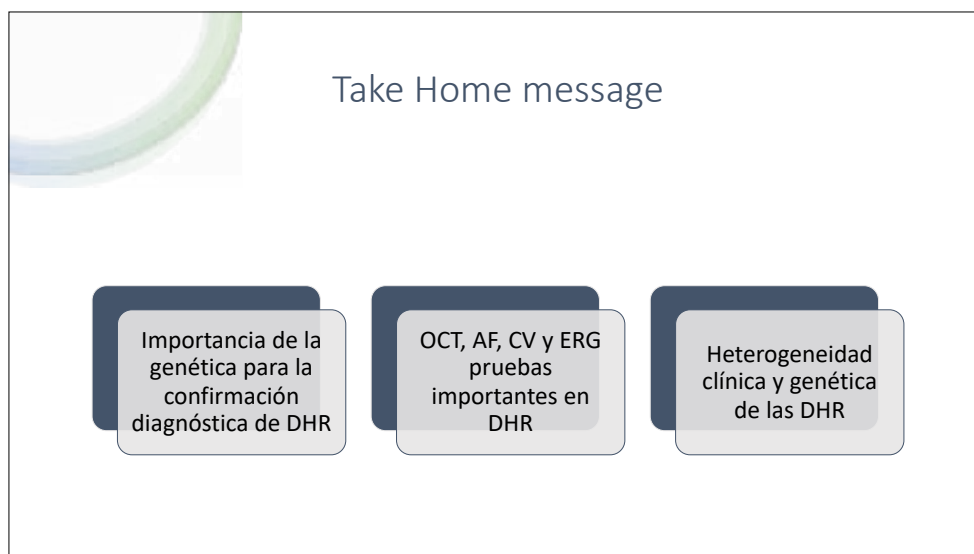 Take Home message
Importancia de la
genética para la
confirmación
diagnóstica de DHR
OCT, AF, CV y ERG
pruebas
importantes en
DHR
Heterogeneidad
clínica y genética
de las DHR